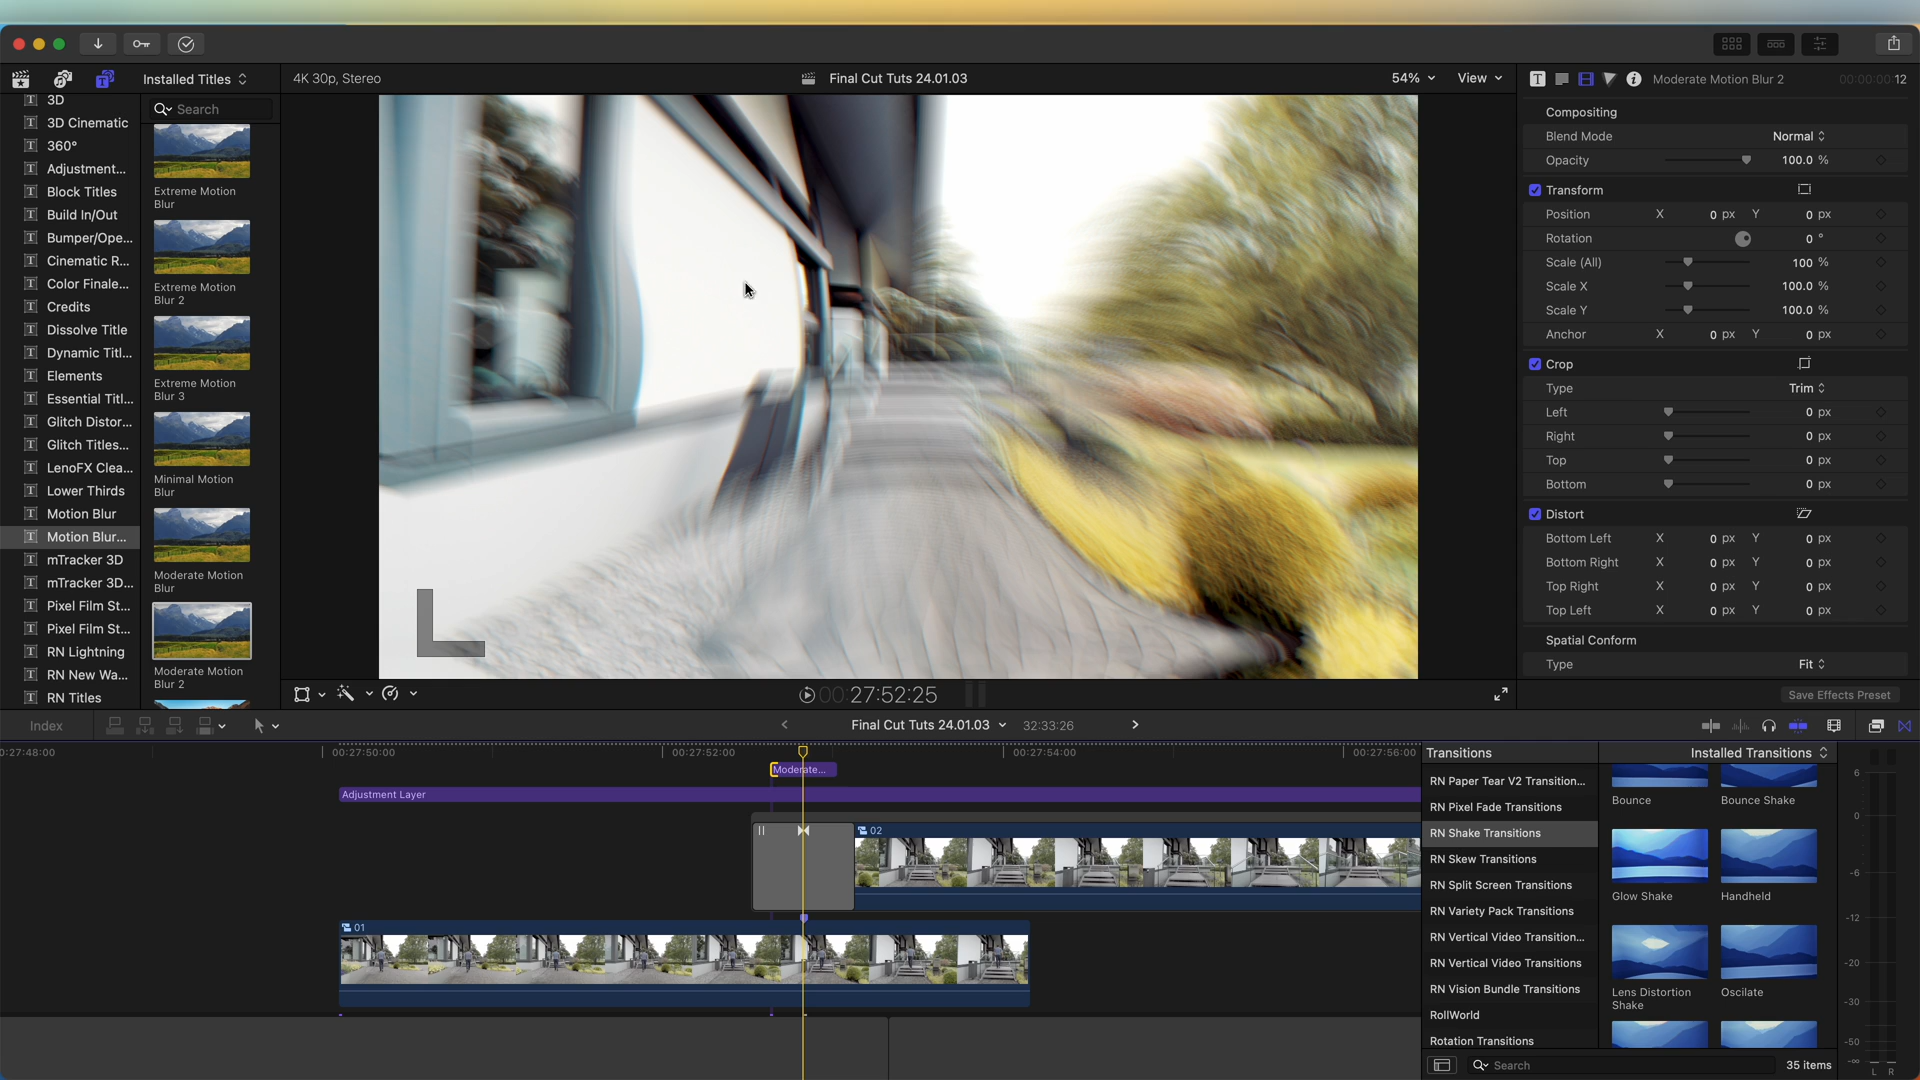 Installed Titles
4K 30p, Stereo
Final Cut Tuts 24.01.03
54%
View
Moderate Motion Blur 2
00:00:00:12
3D
3D Cinematic
360°
Adjustment...
Block Titles
Build In/Out
Bumper/Ope...
Cinematic R...
Color Finale...
Credits
Dissolve Title
Dynamic Titl...
Elements
Essential Titl...
Glitch Distor...
Glitch Titles...
LenoFX Clea...
Lower Thirds
Motion Blur
Motion Blur...
mTracker 3D
mTracker 3D...
Pixel Film St...
Pixel Film St...
RN Lightning
RN New Wa...
RN Titles
Search
Extreme Motion
Blur
Extreme Motion
Blur 2
Extreme Motion
Blur 3
Minimal Motion
Blur
Moderate Motion
Blur
Moderate Motion
Blur 2
Compositing
Blend Mode Normal
Opacity 100.0 %
Transform
Position X 0 px Y 0 px
Rotation 0 °
Scale (All) 100 %
Scale X 100.0 %
Scale Y 100.0 %
Anchor X 0 px Y 0 px
Crop
Type Trim
Left 0 px
Right 0 px
Top 0 px
Bottom 0 px
Distort
Bottom Left X 0 px Y 0 px
Bottom Right X 0 px Y 0 px
Top Right X 0 px Y 0 px
Top Left X 0 px Y 0 px
Spatial Conform
Type Fit
Save Effects Preset
00:27:52:25
Index
Final Cut Tuts 24.01.03
32:33:26
0:27:48:00
00:27:50:00
00:27:52:00
00:27:54:00
00:27:56:00
Moderate...
Adjustment Layer
02
01
Transitions
Installed Transitions
RN Paper Tear V2 Transition...
RN Pixel Fade Transitions
RN Shake Transitions
RN Skew Transitions
RN Split Screen Transitions
RN Variety Pack Transitions
RN Vertical Video Transition...
RN Vertical Video Transitions
RN Vision Bundle Transitions
RollWorld
Rotation Transitions
Bounce
Bounce Shake
Glow Shake
Handheld
Lens Distortion
Shake
Oscilate
Search
35 items
6
0
-6
-12
-20
-30
-50
-∞
L R